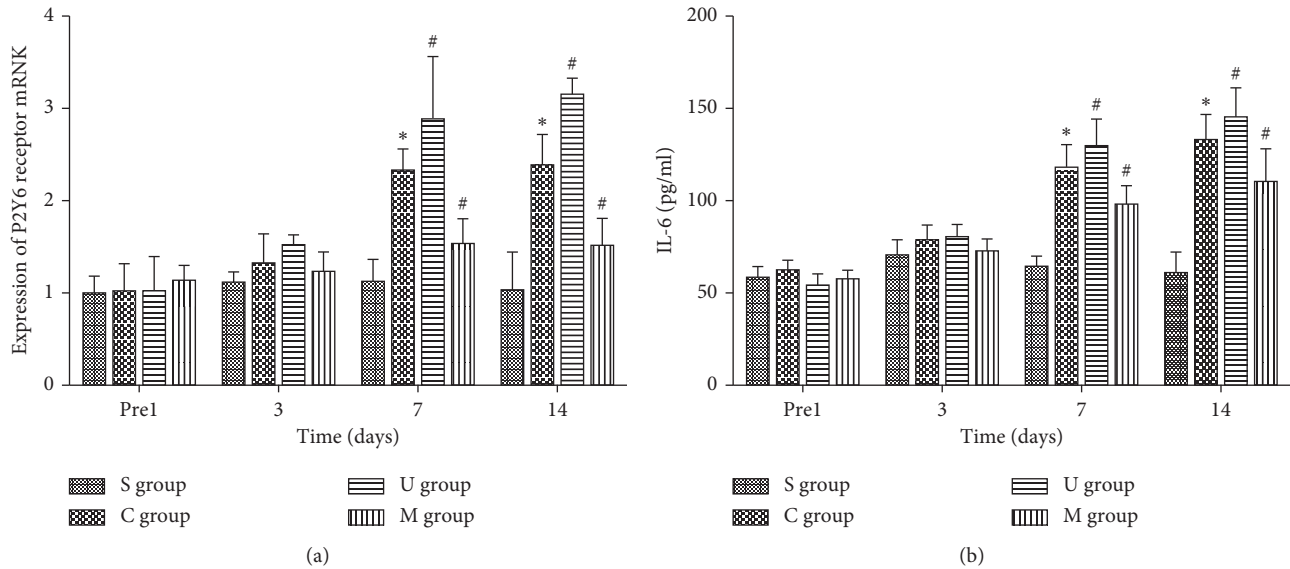 4
3
2
1
0
Expression of P2Y6 receptor mRNK
*
#
#
*
#
#
Pre1 3 7 14
Time (days)
S group U group
C group M group
(a)
200
150
100
50
0
IL-6 (pg/ml)
*
#
#
*
#
#
Pre1 3 7 14
Time (days)
S group U group
C group M group
(b)